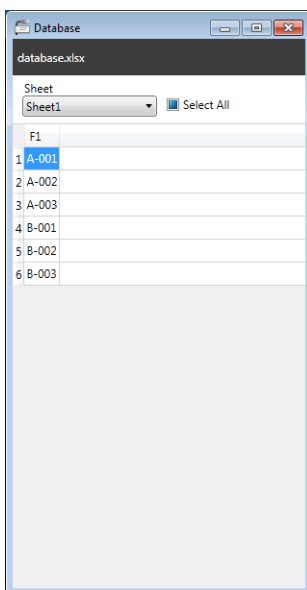 Database
database.xlsx
Sheet
Sheet1 Select All
F1
1 A-001
2 A-002
3 A-003
4 B-001
5 B-002
6 B-003